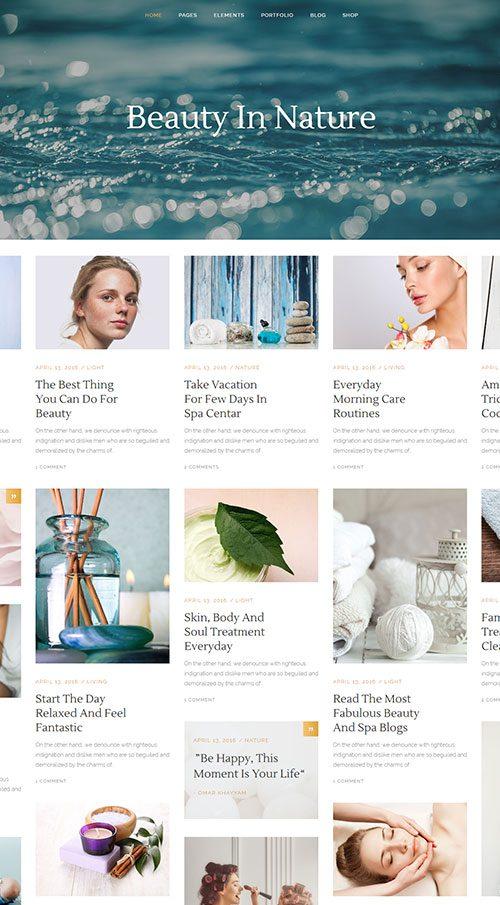 HOME PAGES ELEMENTS PORTFOLIO BLOG SHOP
Beauty In Nature
APRIL 13, 2016 / LIGHT
The Best Thing
You Can Do For
Beauty
On the other hand, we denounce with righteous
indignation and dislike men who are so beguiled and
demoralized by the charms of...
1 COMMENT
APRIL 13, 2016 / NATURE
Take Vacation
For Few Days In
Spa Centar
On the other hand, we denounce with righteous
indignation and dislike men who are so beguiled and
demoralized by the charms of...
2 COMMENTS
APRIL 13, 2016 / LIVING
Everyday
Morning Care
Routines
On the other hand, we denounce with righteous
indignation and dislike men who are so beguiled and
demoralized by the charms of...
1 COMMENT
APRIL 13, 2016 / LIVING
Start The Day
Relaxed And Feel
Fantastic
On the other hand, we denounce with righteous
indignation and dislike men who are so beguiled and
demoralized by the charms of...
1 COMMENT
APRIL 13, 2016 / LIGHT
Skin, Body And
Soul Treatment
Everyday
On the other hand, we denounce with righteous
indignation and dislike men who are so beguiled and
demoralized by the charms of...
1 COMMENT
APRIL 13, 2016 / NATURE
"Be Happy, This
Moment Is Your Life"
- OMAR KHAYYAM
APRIL 13, 2016 / LIGHT
Read The Most
Fabulous Beauty
And Spa Blogs
On the other hand, we denounce with righteous
indignation and dislike men who are so beguiled and
demoralized by the charms of...
1 COMMENT